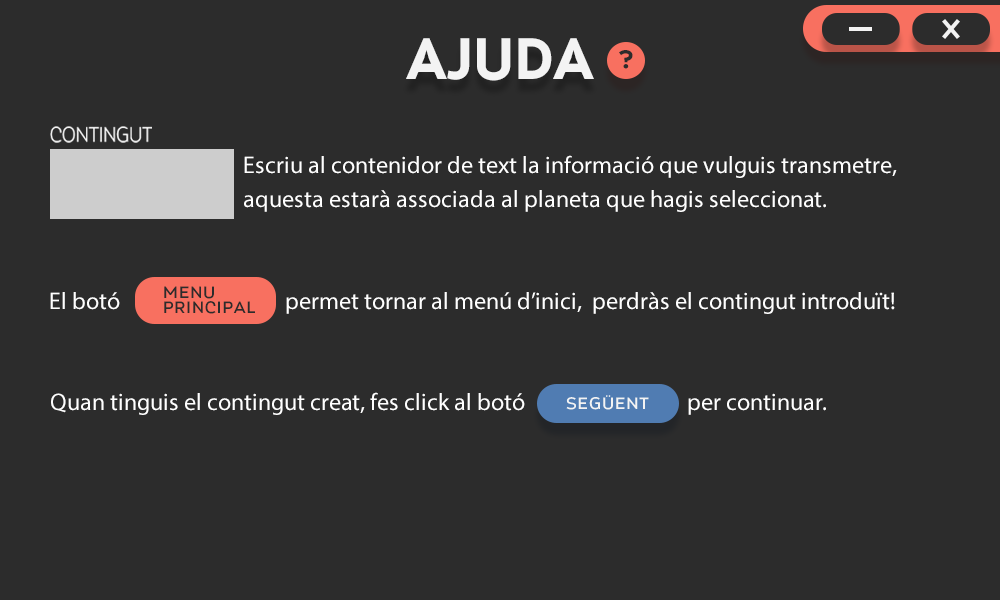 AJUDA ?
CONTINGUT
Escriu al contenidor de text la informació que vulguis transmetre,
aquesta estarà associada al planeta que hagis seleccionat.
El botó MENU PRINCIPAL permet tornar al menú d’inici, perdràs el contingut introduït!
Quan tinguis el contingut creat, fes click al botó SEGÜENT per continuar.